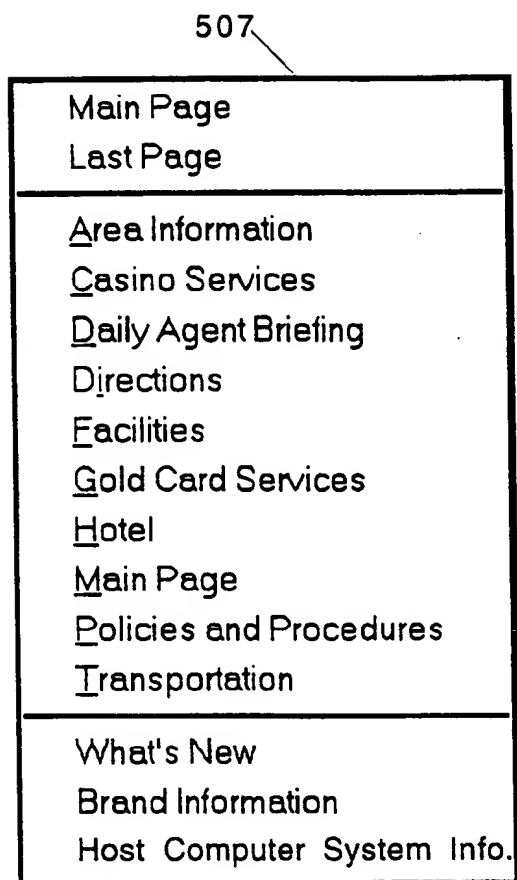 507
Main Page
Last Page
Area Information
Casino Services
Daily Agent Briefing
Directions
Facilities
Gold Card Services
Hotel
Main Page
Policies and Procedures
Transportation
What's New
Brand Information
Host Computer System Info.